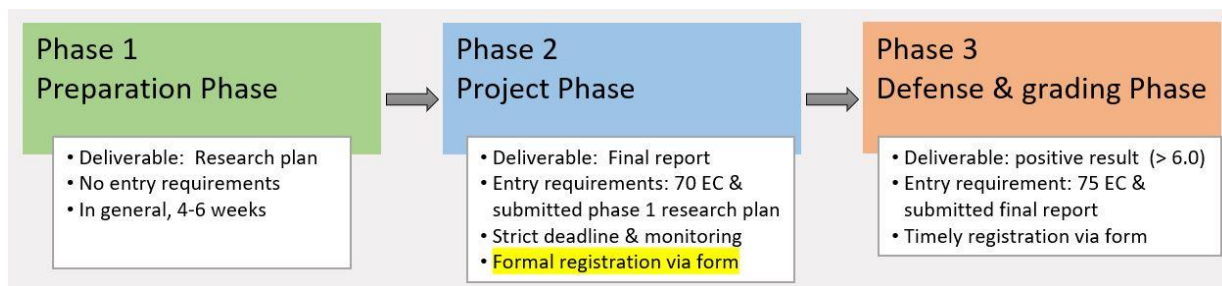 Phase 1
Preparation Phase
• Deliverable: Research plan
• No entry requirements
• In general, 4-6 weeks
Phase 2
Project Phase
• Deliverable: Final report
• Entry requirements: 70 EC &
submitted phase 1 research plan
• Strict deadline & monitoring
• Formal registration via form
Phase 3
Defense & grading Phase
• Deliverable: positive result (> 6.0)
• Entry requirement: 75 EC &
submitted final report
• Timely registration via form